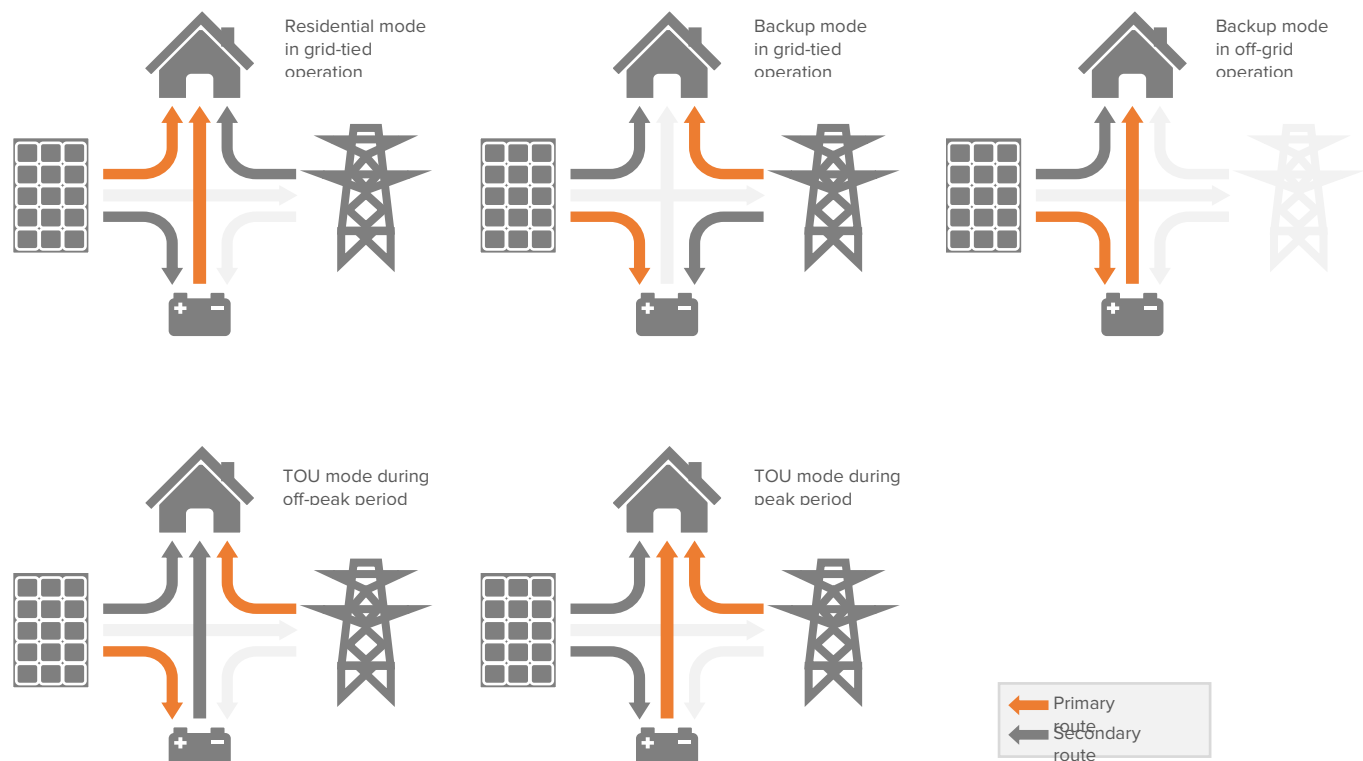 Residential mode
in grid-tied
operation
Backup mode
in grid-tied
operation
Backup mode
in off-grid
operation
TOU mode during
off-peak period
TOU mode during
peak period
Primary
route
Secondary
route